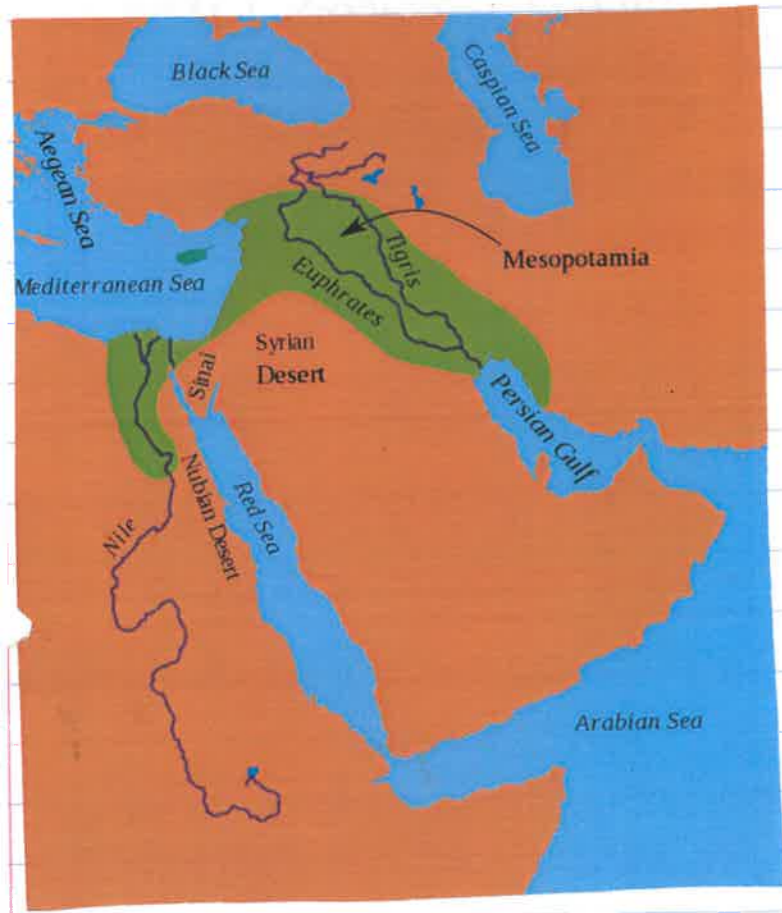 Black Sea
Caspian Sea
Aegean Sea
Tigris
Mesopotamia
Mediterranean Sea
Euphrates
Syrian
Desert
Sinai
Persian Gulf
Nubian Desert
Red Sea
Nile
Arabian Sea